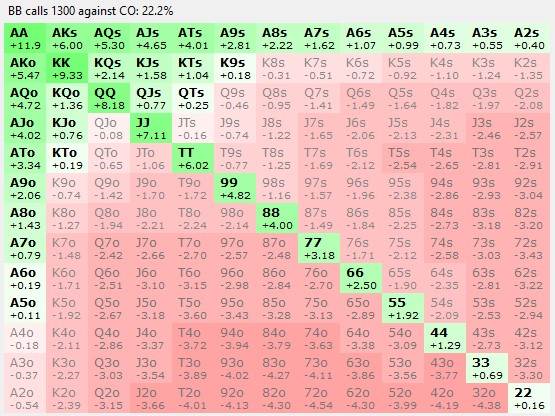 BB calls 1300 against CO: 22.2%
AA AKs AQs AJs ATs A9s A8s A7s A6s A5s A4s A3s A2s
+11.9 +6.00 +5.30 +4.65 +4.01 +2.81 +2.22 +1.62 +1.07 +0.99 +0.73 +0.55 +0.40
AKo KK KQs KJs KTs K9s K8s K7s K6s K5s K4s K3s K2s
+5.47 +9.33 +2.14 +1.58 +1.04 +0.18 -0.31 -0.51 -0.72 -0.92 -1.10 -1.24 -1.35
AQo KQo QQ QJs QTs Q9s Q8s Q7s Q6s Q5s Q4s Q3s Q2s
+4.72 +1.36 +8.18 +0.77 +0.25 -0.46 -0.95 -1.41 -1.49 -1.64 -1.82 -1.97 -2.08
AJo KJo QJo JJ JTs J9s J8s J7s J6s J5s J4s J3s J2s
+4.02 +0.76 -0.08 +7.11 -0.16 -0.74 -1.22 -1.65 -2.06 -2.13 -2.31 -2.46 -2.57
ATo KTo QTo JTo TT T9s T8s T7s T6s T5s T4s T3s T2s
+3.34 +0.19 -0.65 -1.06 +6.02 -0.77 -1.25 -1.69 -2.12 -2.54 -2.65 -2.81 -2.91
A9o K9o Q9o J9o T9o 99 98s 97s 96s 95s 94s 93s 92s
+2.06 -0.74 -1.42 -1.70 -1.72 +4.82 -1.16 -1.57 -1.96 -2.38 -2.86 -2.93 -3.04
A8o K8o Q8o J8o T8o 98o 88 87s 86s 85s 84s 83s 82s
+1.43 -1.27 -1.94 -2.21 -2.24 -2.14 +4.00 -1.49 -1.84 -2.25 -2.73 -3.18 -3.20
A7o K7o Q7o J7o T7o 97o 87o 77 76s 75s 74s 73s 72s
+0.79 -1.48 -2.42 -2.66 -2.70 -2.57 -2.48 +3.18 -1.71 -2.12 -2.58 -3.03 -3.43
A6o K6o Q6o J6o T6o 96o 86o 76o 66 65s 64s 63s 62s
+0.19 -1.71 -2.51 -3.10 -3.15 -2.98 -2.84 -2.70 +2.50 -1.90 -2.35 -2.81 -3.22
A5o K5o Q5o J5o T5o 95o 85o 75o 65o 55 54s 53s 52s
+0.11 -1.92 -2.67 -3.18 -3.60 -3.43 -3.28 -3.13 -2.89 +1.92 -2.09 -2.53 -2.94
A4o K4o Q4o J4o T4o 94o 84o 74o 64o 54o 44 43s 42s
-0.18 -2.11 -2.86 -3.37 -3.72 -3.94 -3.79 -3.63 -3.38 -3.09 +1.29 -2.73 -3.12
A3o K3o Q3o J3o T3o 93o 83o 73o 63o 53o 43o 33 32s
-0.37 -2.27 -3.03 -3.54 -3.89 -4.02 -4.27 -4.11 -3.86 -3.56 -3.77 +0.69 -3.30
A2o K2o Q2o J2o T2o 92o 82o 72o 62o 52o 42o 32o 22
-0.54 -2.39 -3.15 -3.66 -4.01 -4.13 -4.30 -4.54 -4.30 -3.99 -4.19 -4.38 +0.16